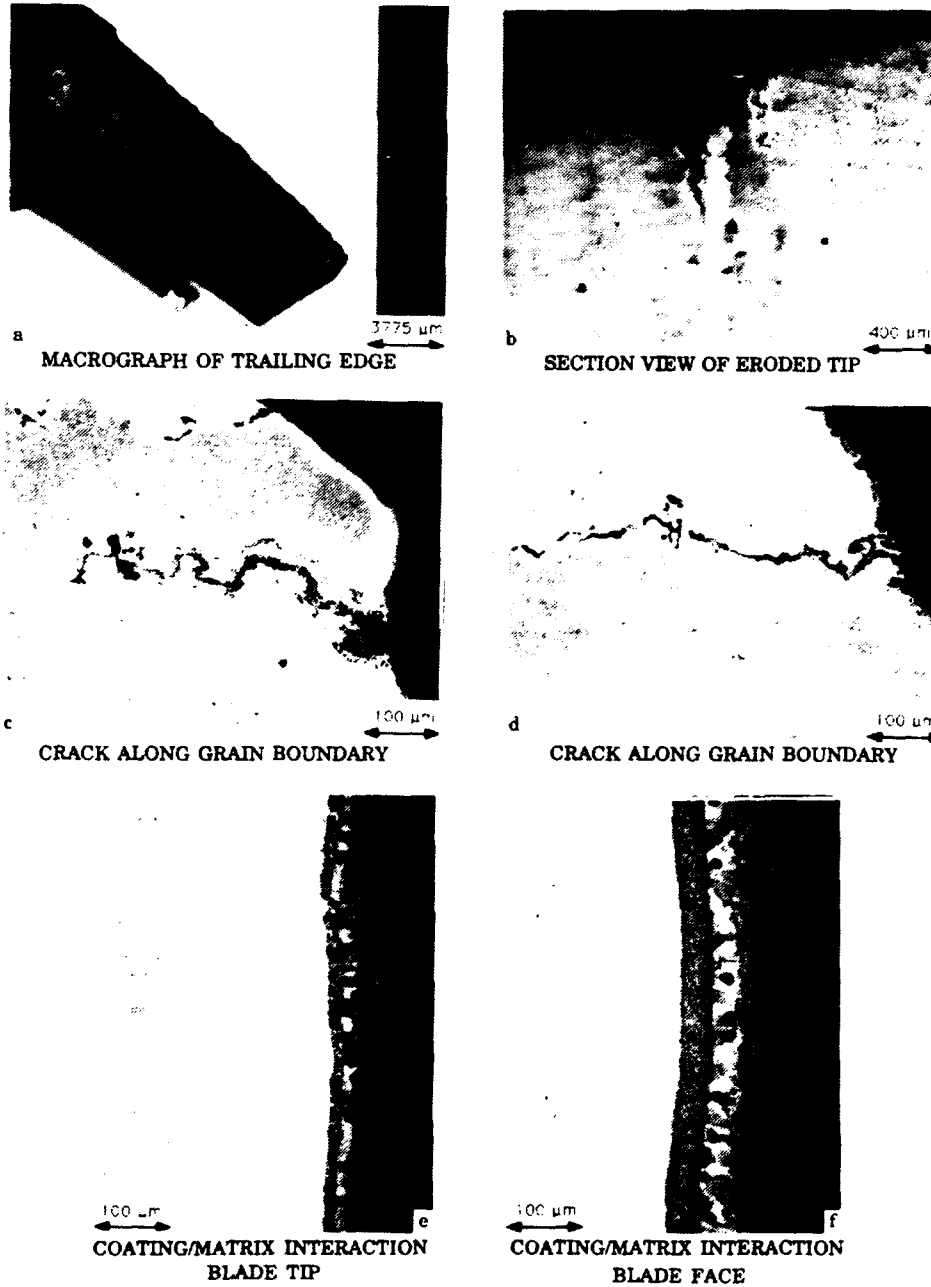 a
3775 μm
MACROGRAPH OF TRAILING EDGE
b
400 μm
SECTION VIEW OF ERODED TIP
c
100 μm
CRACK ALONG GRAIN BOUNDARY
d
100 μm
CRACK ALONG GRAIN BOUNDARY
100 μm
e
COATING/MATRIX INTERACTION
BLADE TIP
100 μm
f
COATING/MATRIX INTERACTION
BLADE FACE